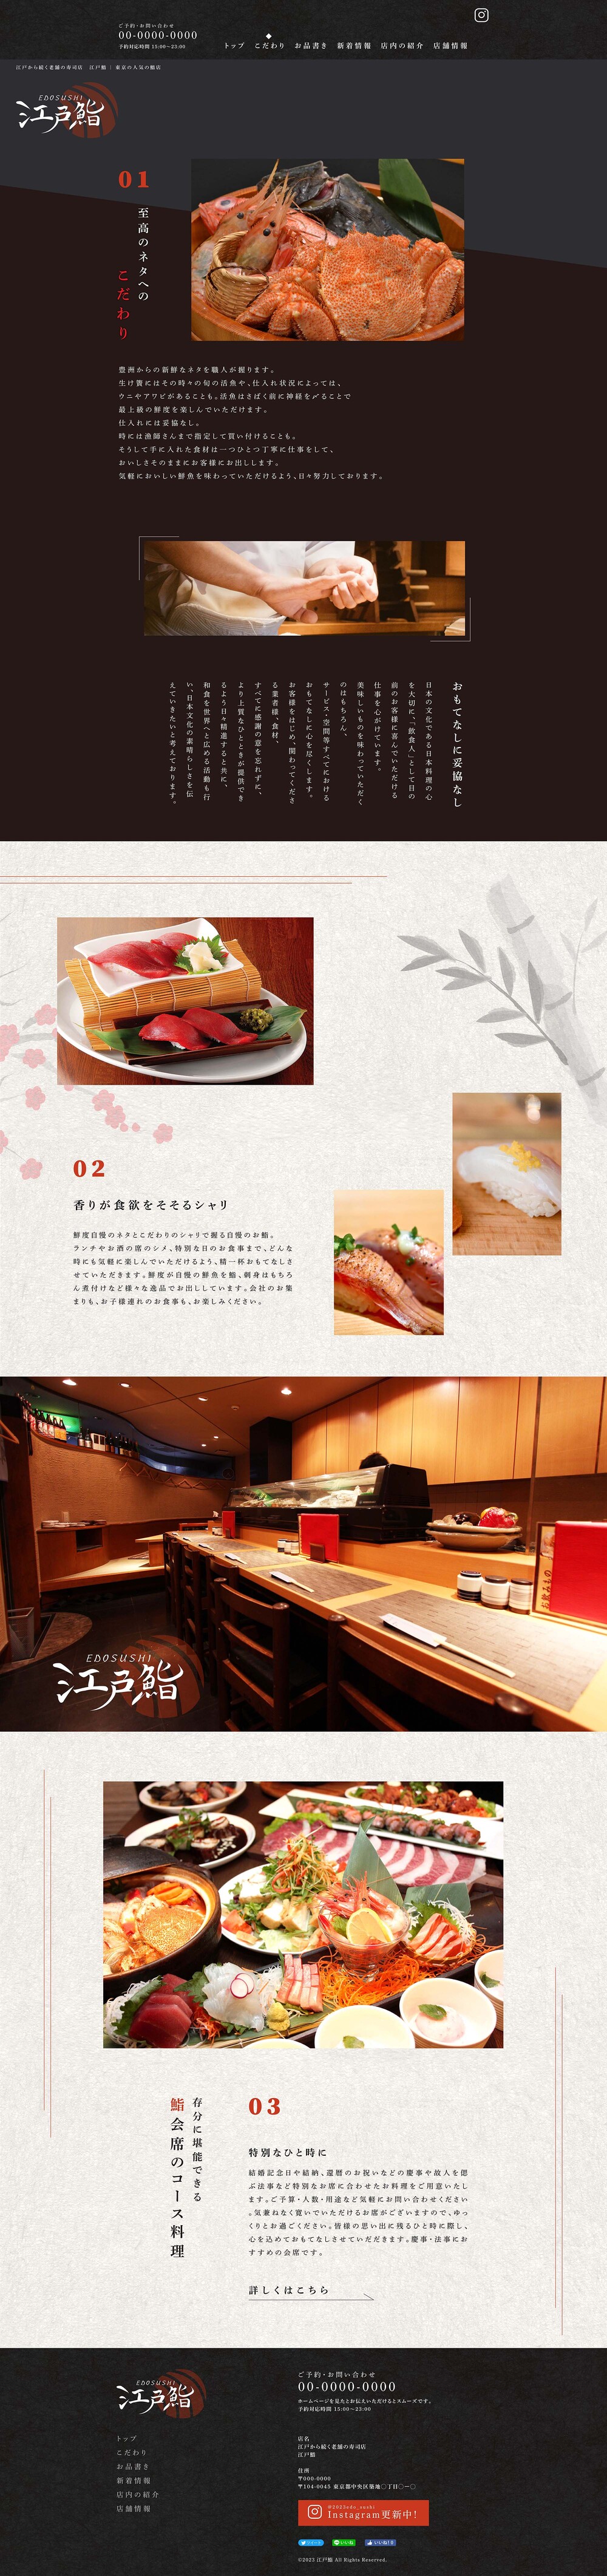 ご予約・お問い合わせ
00-0000-0000
予約対応時間 15:00〜23:00
トップ こだわり お品書き 新着情報 店内の紹介 店舗情報
江戸から続く老舗の寿司店 江戸鮨 | 東京の人気の鮨店
EDOSUSHI
江戸鮨
01
至高のネタへの
こだわり
豊洲からの新鮮なネタを職人が握ります。
生け簀にはその時々の旬の活魚や、仕入れ状況によっては、
ウニやアワビがあることも。活魚はさばく前に神経を〆ることで
最上級の鮮度を楽しんでいただけます。
仕入れには妥協なし。
時には漁師さんまで指定して買い付けることも。
そうして手に入れた食材は一つひとつ丁寧に仕事をして、
おいしさそのままにお客様にお出しします。
気軽においしい鮮魚を味わっていただけるよう、日々努力しております。
おもてなしに妥協なし
日本の文化である日本料理の心
を大切に、「飲食人」として目の
前のお客様に喜んでいただける
仕事を心がけています。
美味しいものを味わっていただく
のはもちろん、
サービス・空間等すべてにおける
おもてなしに心を尽くします。
お客様をはじめ、関わってくださ
る業者様、食材、
すべてに感謝の意を忘れずに、
より上質なひとときが提供でき
るよう日々精進すると共に、
和食を世界へと広める活動も行
い、日本文化の素晴らしさを伝
えていきたいと考えております。
02
香りが食欲をそそるシャリ
鮮度自慢のネタとこだわりのシャリで握る自慢のお鮨。
ランチやお酒の席のシメ、特別な日のお食事まで、どんな
時にも気軽に楽しんでいただけるよう、精一杯おもてなしさ
せていただきます。鮮度が自慢の鮮魚を鮨、刺身はもちろ
ん煮付けなど様々な逸品でお出ししています。会社のお集
まりも、お子様連れのお食事も、お楽しみください。
EDOSUSHI
江戸鮨
存分に堪能できる
鮨会席のコース料理
03
特別なひと時に
結婚記念日や結納、還暦のお祝いなどの慶事や故人を偲
ぶ法事など特別なお席に合わせたお料理をご用意いたし
ます。ご予算・人数・用途など気軽にお問い合わせください
。気兼ねなく寛いでいただけるお席がございますので、ゆっ
くりとお過ごください。皆様の思い出に残るひと時に際し、
心を込めておもてなしさせていだだきます。慶事・法事にお
すすめの会席です。
詳しくはこちら
EDOSUSHI
江戸鮨
トップ
こだわり
お品書き
新着情報
店内の紹介
店舗情報
ご予約・お問い合わせ
00-0000-0000
ホームページを見たとお伝えいただけるとスムーズです。
予約対応時間 15:00〜23:00
店名
江戸から続く老舗の寿司店
江戸鮨
住所
〒000-0000
〒104-0045 東京都中央区築地〇丁目〇ー〇
@2023edo_sushi
Instagram更新中!
ツイート いいね いいね! 0
©2023 江戸鮨 All Rights Reserved.